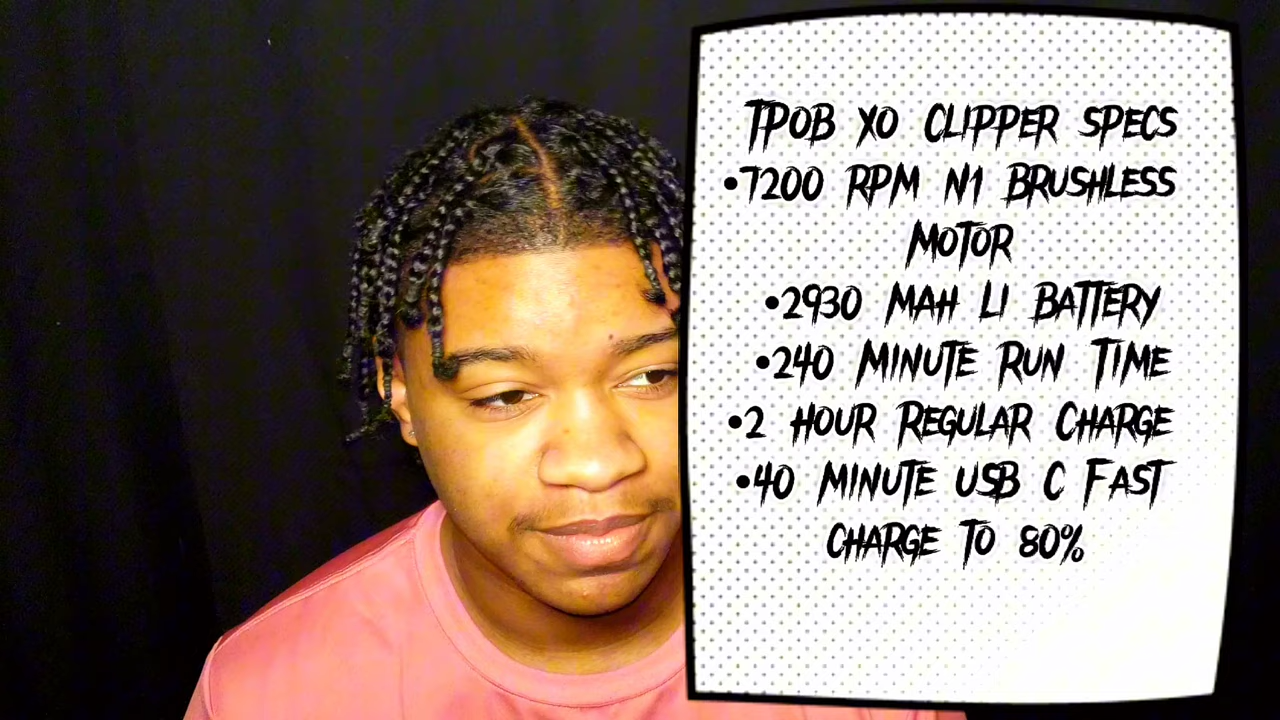 TPOB XO CLIPPER SPECS
•7200 RPM N1 BRUSHLESS
MOTOR
•2930 MAH LI BATTERY
•240 MINUTE RUN TIME
•2 HOUR REGULAR CHARGE
•40 MINUTE USB C FAST
CHARGE TO 80%